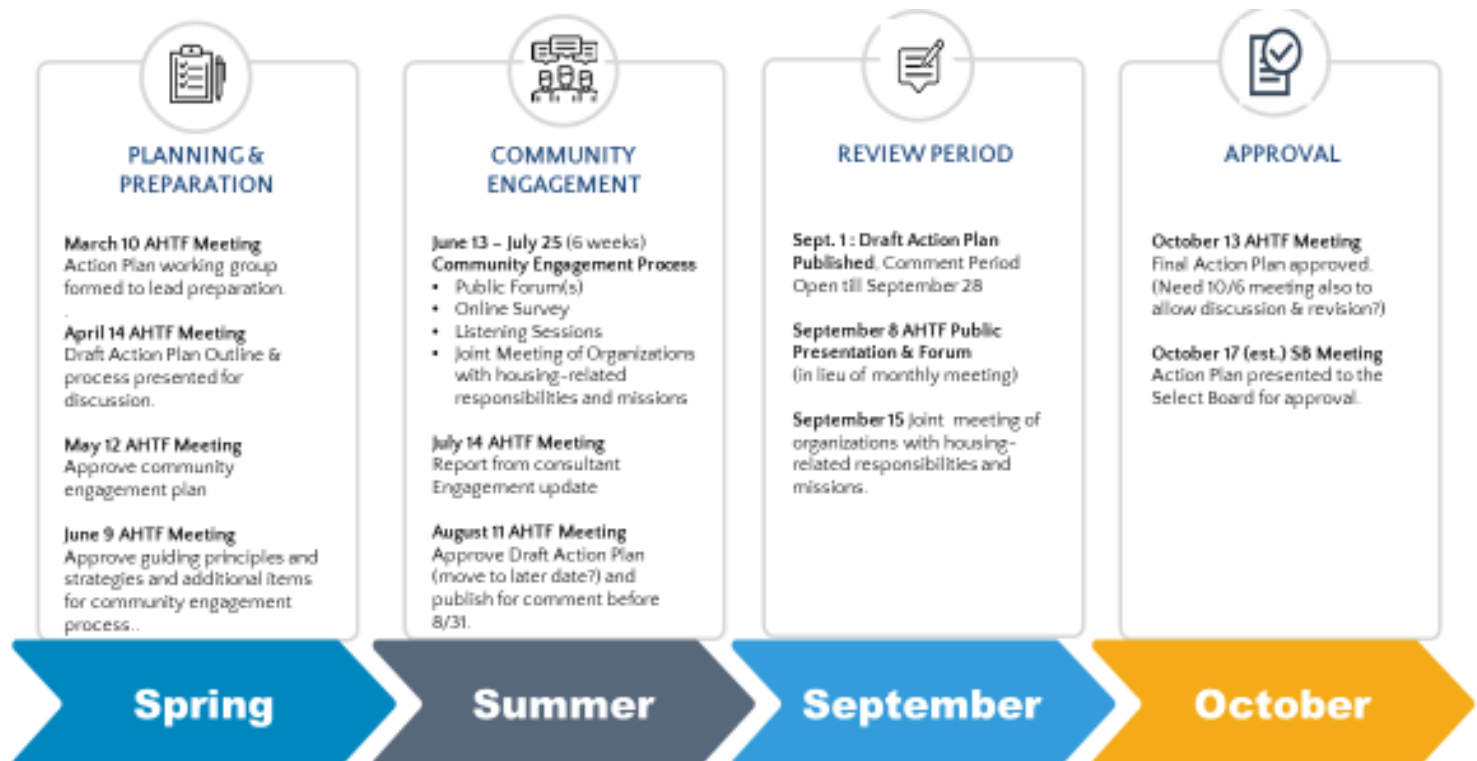 PLANNING &
PREPARATION
March 10 AHTF Meeting
Action Plan working group
formed to lead preparation.
.
April 14 AHTF Meeting
Draft Action Plan Outline &
process presented for
discussion.
May 12 AHTF Meeting
Approve community
engagement plan
June 9 AHTF Meeting
Approve guiding principles and
strategies and additional items
for community engagement
process..
Spring
COMMUNITY
ENGAGEMENT
June 13 – July 25 (6 weeks)
Community Engagement Process
• Public Forum(s)
• Online Survey
• Listening Sessions
• Joint Meeting of Organizations
with housing-related
responsibilities and missions
July 14 AHTF Meeting
Report from consultant
Engagement update
August 11 AHTF Meeting
Approve Draft Action Plan
(move to later date?) and
publish for comment before
8/31.
Summer
REVIEW PERIOD
Sept. 1 : Draft Action Plan
Published, Comment Period
Open till September 28
September 8 AHTF Public
Presentation & Forum
(in lieu of monthly meeting)
September 15 Joint meeting of
organizations with housing-
related responsibilities and
missions.
September
APPROVAL
October 13 AHTF Meeting
Final Action Plan approved.
(Need 10/6 meeting also to
allow discussion & revision?)
October 17 (est.) SB Meeting
Action Plan presented to the
Select Board for approval.
October